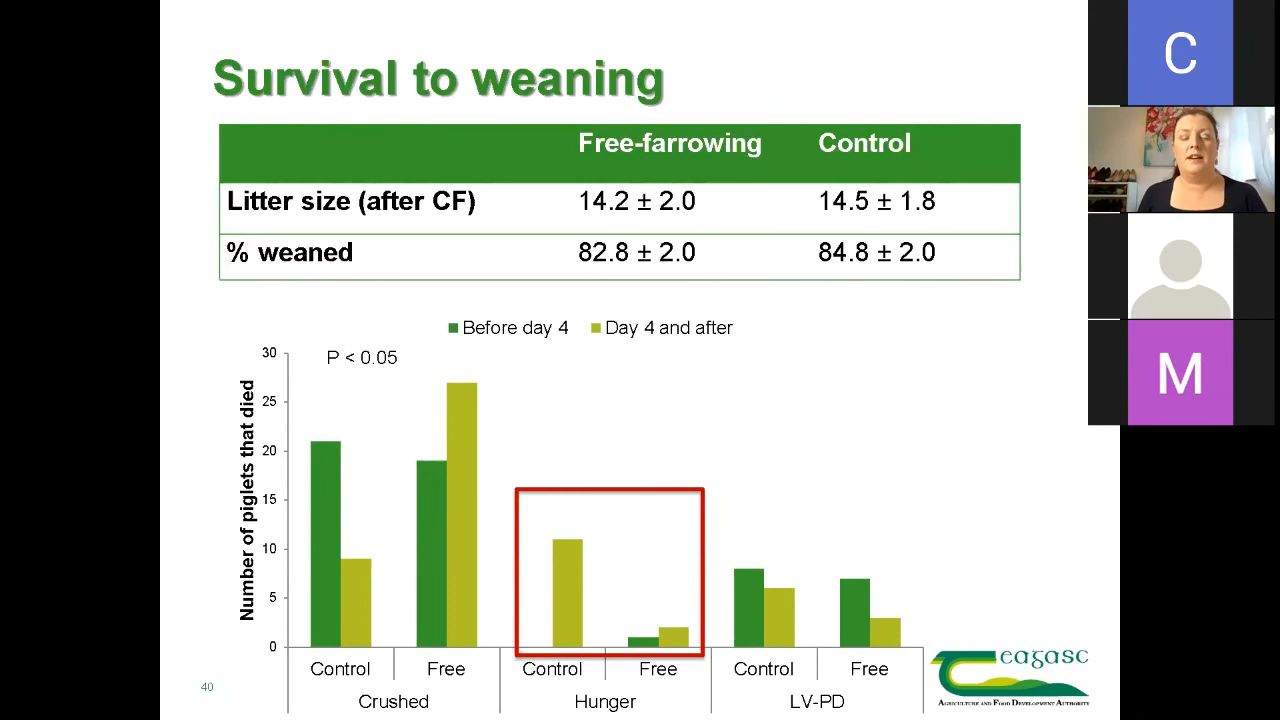 Survival to weaning
Free-farrowing Control
Litter size (after CF) 14.2 ± 2.0 14.5 ± 1.8
% weaned 82.8 ± 2.0 84.8 ± 2.0
Before day 4 Day 4 and after
P < 0.05
Number of piglets that died
30
25
20
15
10
5
0
Control Free Control Free Control Free
Crushed Hunger LV-PD
40
eagasc
AGRICULTURE AND FOOD DEVELOPMENT AUTHORITY
C
M